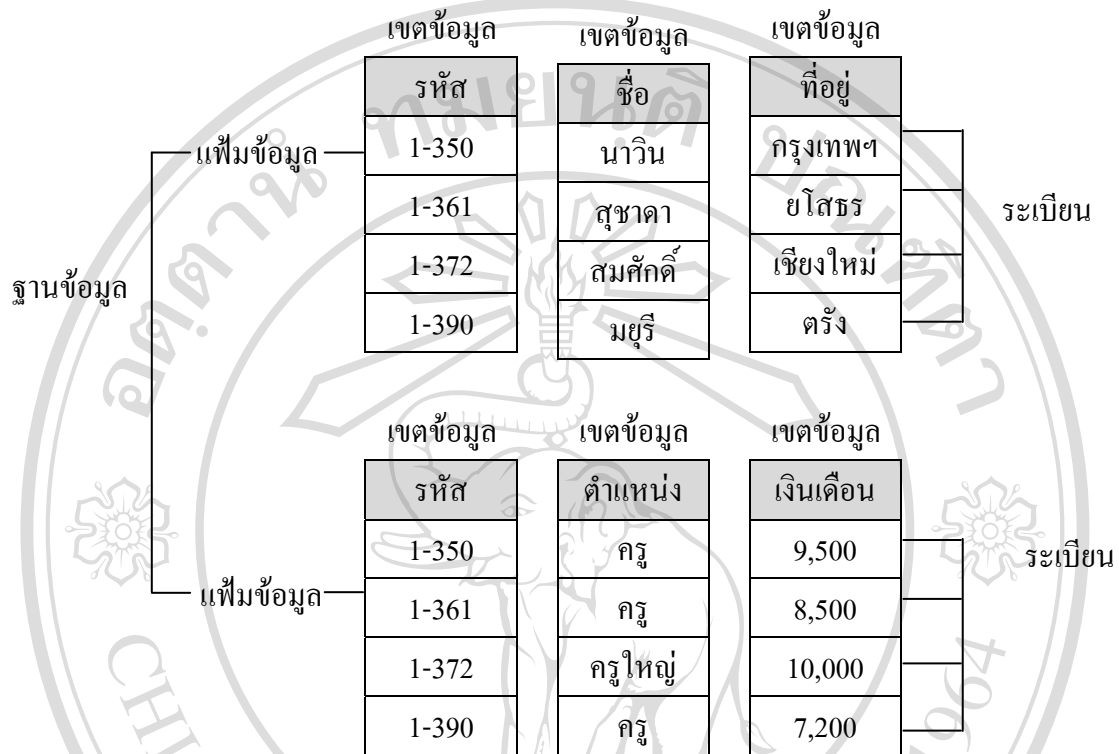 เขตข้อมูล เขตข้อมูล เขตข้อมูล
รหัส ชื่อ ที่อยู่
แฟ้มข้อมูล 1-350 นาวิน กรุงเทพฯ
1-361 สุชาดา ยโสธร ระเบียน
1-372 สมศักดิ์ เชียงใหม่
ฐานข้อมูล
1-390 มยุรี ตรัง
เขตข้อมูล เขตข้อมูล เขตข้อมูล
รหัส ตำแหน่ง เงินเดือน
1-350 ครู 9,500 ระเบียน
แฟ้มข้อมูล 1-361 ครู 8,500
1-372 ครูใหญ่ 10,000
1-390 ครู 7,200